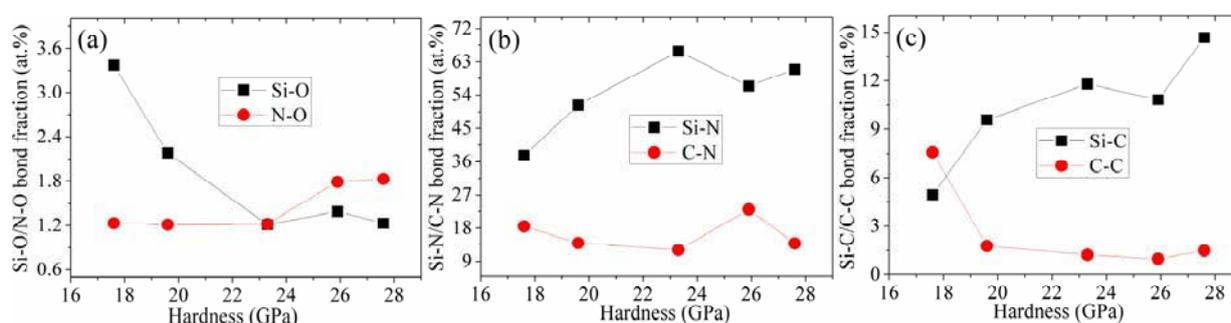 (a)
Si-O/N-O bond fraction (at.%)
3.6
3.0
2.4
1.8
1.2
0.6
Si-O
N-O
16 18 20 22 24 26 28
Hardness (GPa)
(b)
Si-N/C-N bond fraction (at.%)
72
63
54
45
36
27
18
9
Si-N
C-N
16 18 20 22 24 26 28
Hardness (GPa)
(c)
Si-C/C-C bond fraction (at.%)
15
12
9
6
3
0
Si-C
C-C
16 18 20 22 24 26 28
Hardness (GPa)